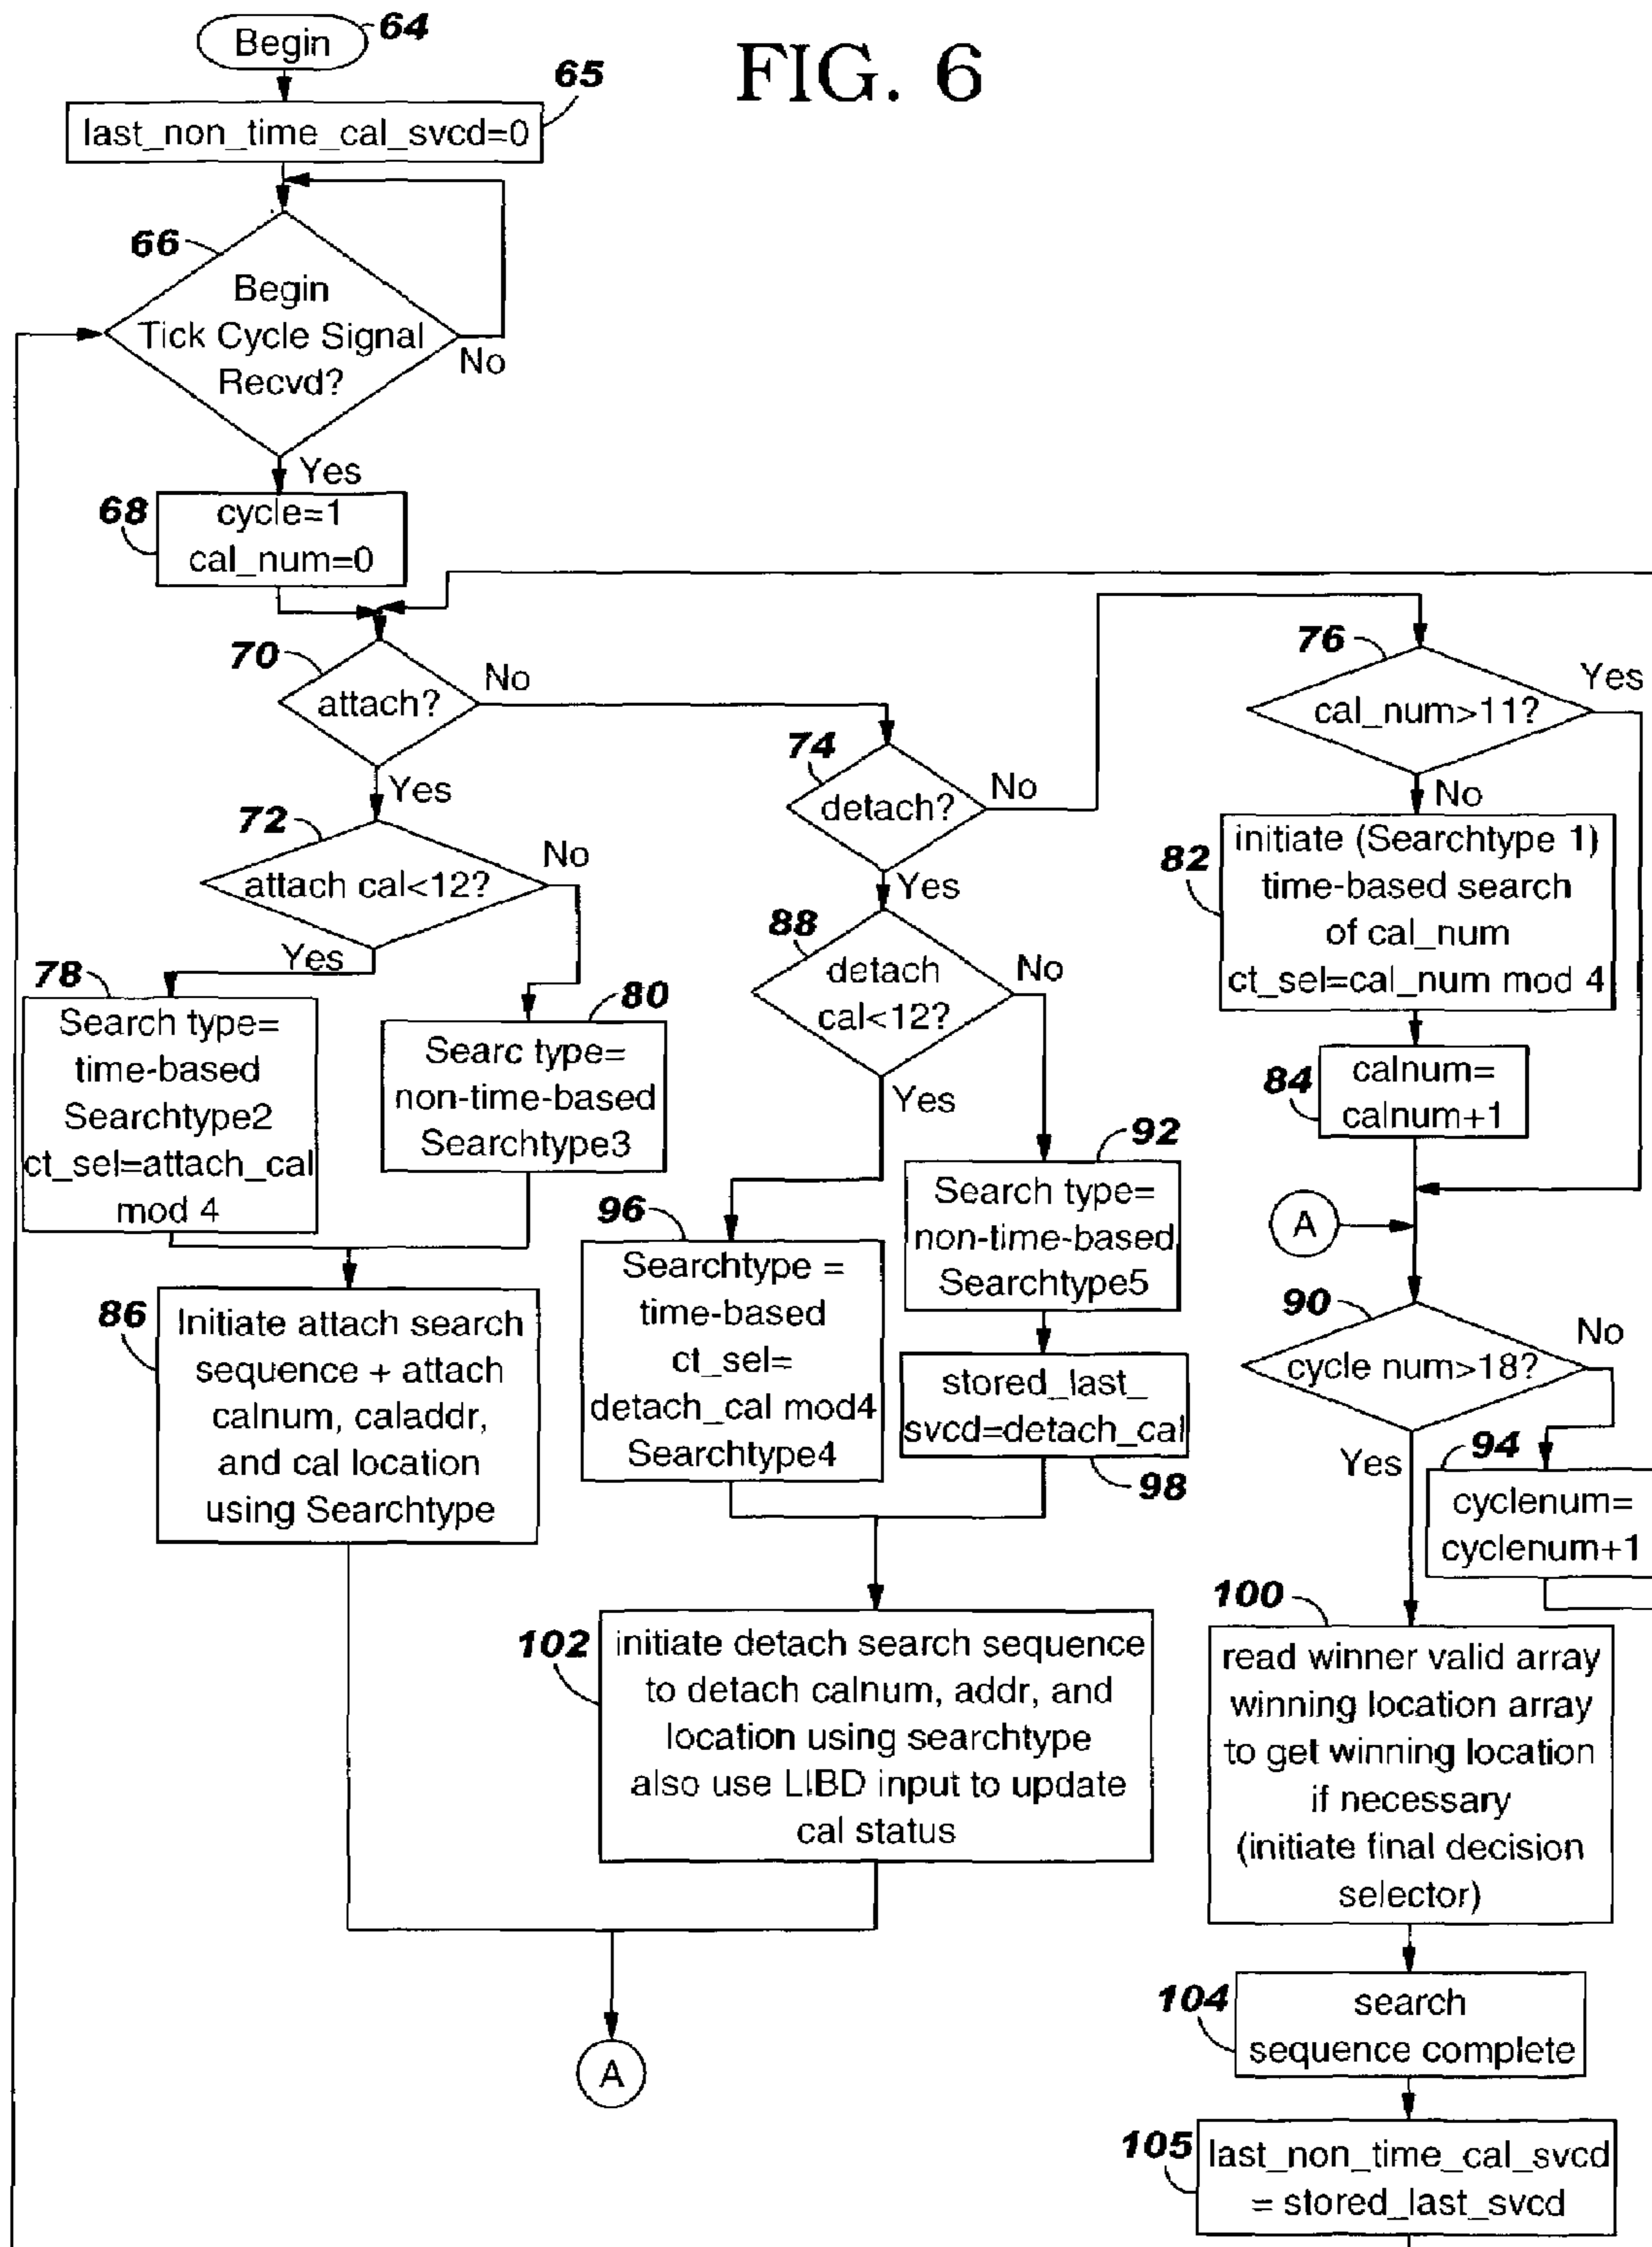 FIG. 6
Begin
64
65
last_non_time_cal_svcd=0
66
Begin
Tick Cycle Signal
Recvd?
No
Yes
68
cycle=1
cal_num=0
70
attach?
No
Yes
72
attach cal<12?
No
Yes
74
detach?
No
Yes
76
cal_num>11?
Yes
No
78
Search type=
time-based
Searchtype2
ct_sel=attach_cal
mod 4
80
Searc type=
non-time-based
Searchtype3
82
initiate (Searchtype 1)
time-based search
of cal_num
ct_sel=cal_num mod 4
84
calnum=
calnum+1
86
Initiate attach search
sequence + attach
calnum, caladdr,
and cal location
using Searchtype
88
detach
cal<12?
No
Yes
A
90
cycle num>18?
No
Yes
92
Search type=
non-time-based
Searchtype5
94
cyclenum=
cyclenum+1
96
Searchtype =
time-based
ct_sel=
detach_cal mod4
Searchtype4
stored_last_
svcd=detach_cal
98
100
read winner valid array
winning location array
to get winning location
if necessary
(initiate final decision
selector)
102
initiate detach search sequence
to detach calnum, addr, and
location using searchtype
also use LIBD input to update
cal status
A
104
search
sequence complete
105
last_non_time_cal_svcd
= stored_last_svcd